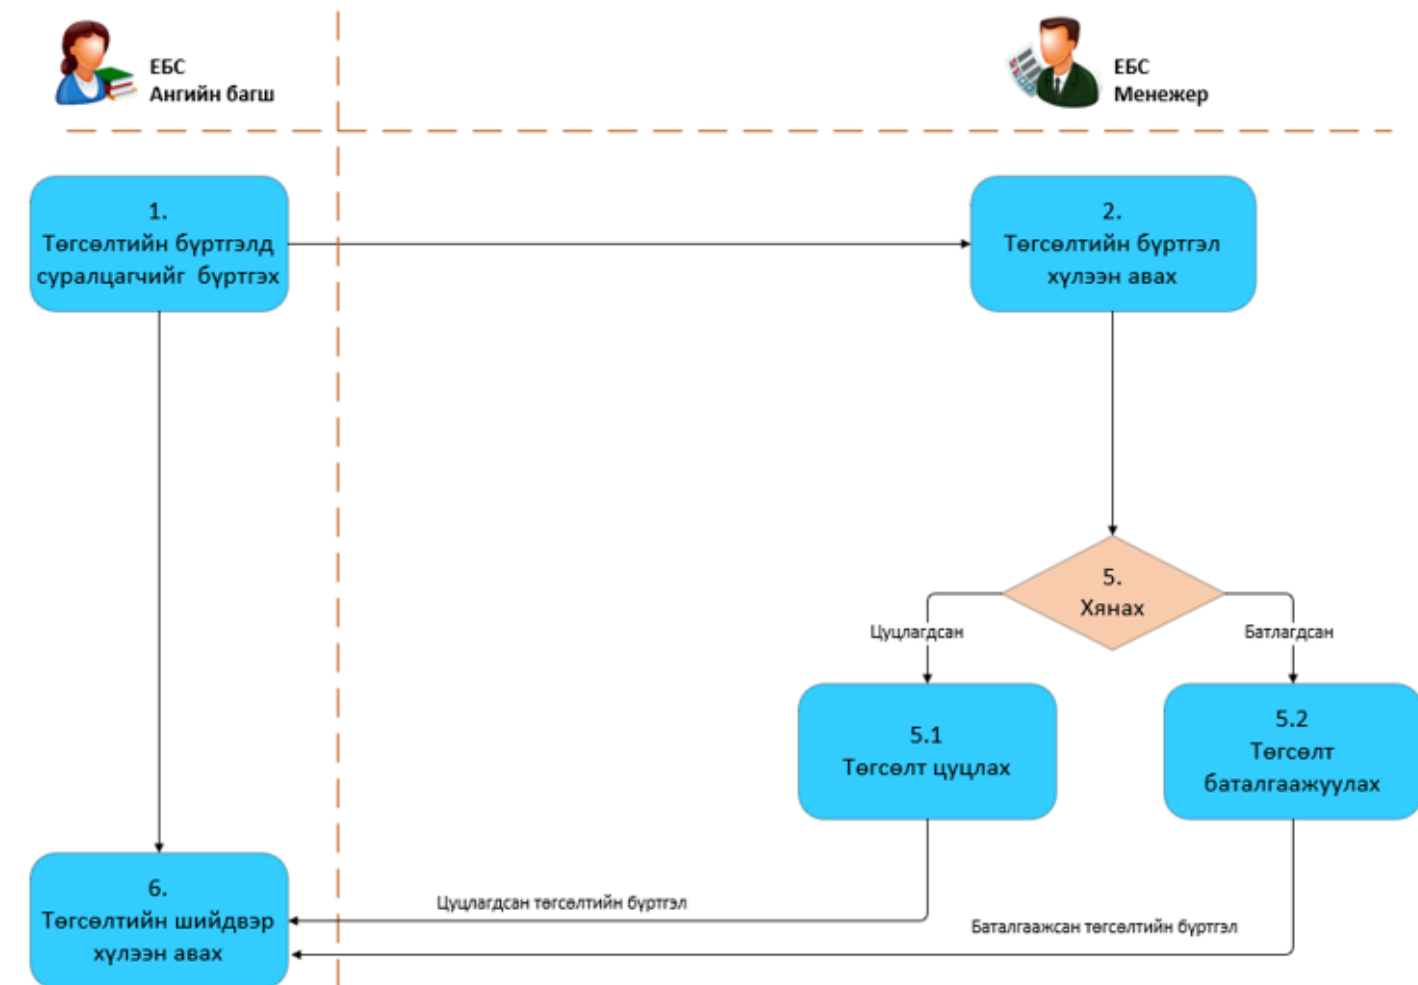 ЕБС
Ангийн багш
ЕБС
Менежер
1.
Төгсөлтийн бүртгэлд
суралцагчийг бүртгэх
2.
Төгсөлтийн бүртгэл
хүлээн авах
5.
Хянах
Цуцлагдсан
Батлагдсан
5.1
Төгсөлт цуцлах
5.2
Төгсөлт
баталгаажуулах
6.
Төгсөлтийн шийдвэр
хүлээн авах
Цуцлагдсан төгсөлтийн бүртгэл
Баталгаажсан төгсөлтийн бүртгэл